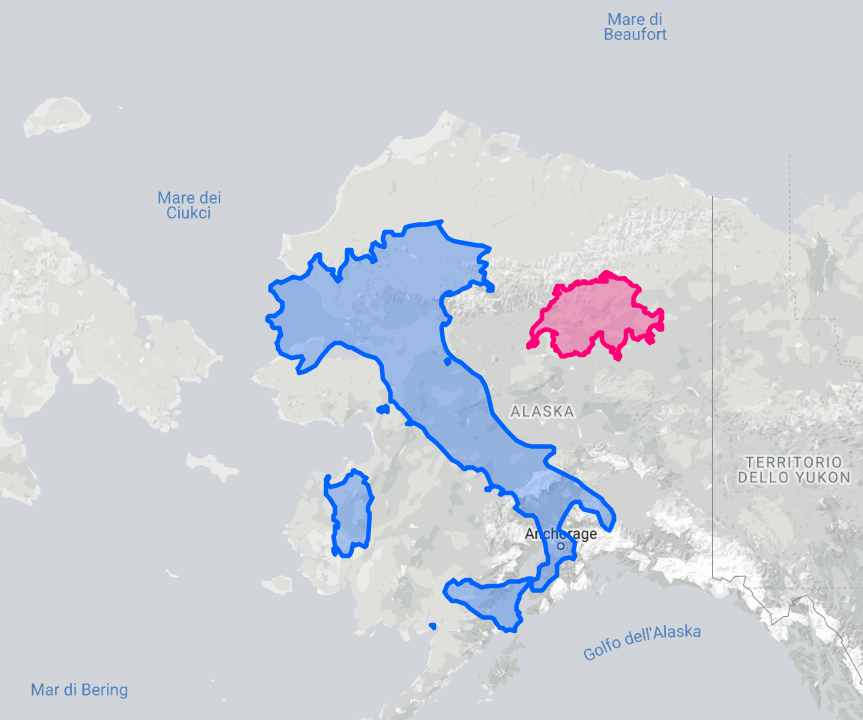 Mare di
Beaufort
Mare dei
Ciukci
ALASKA
TERRITORIO
DELLO YUKON
Anchorage
Golfo dell'Alaska
Mar di Bering